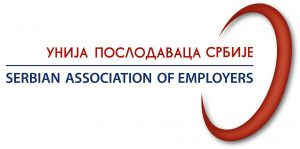 УНИЈА ПОСЛОДАВАЦА СРБИЈЕ
SERBIAN ASSOCIATION OF EMPLOYERS